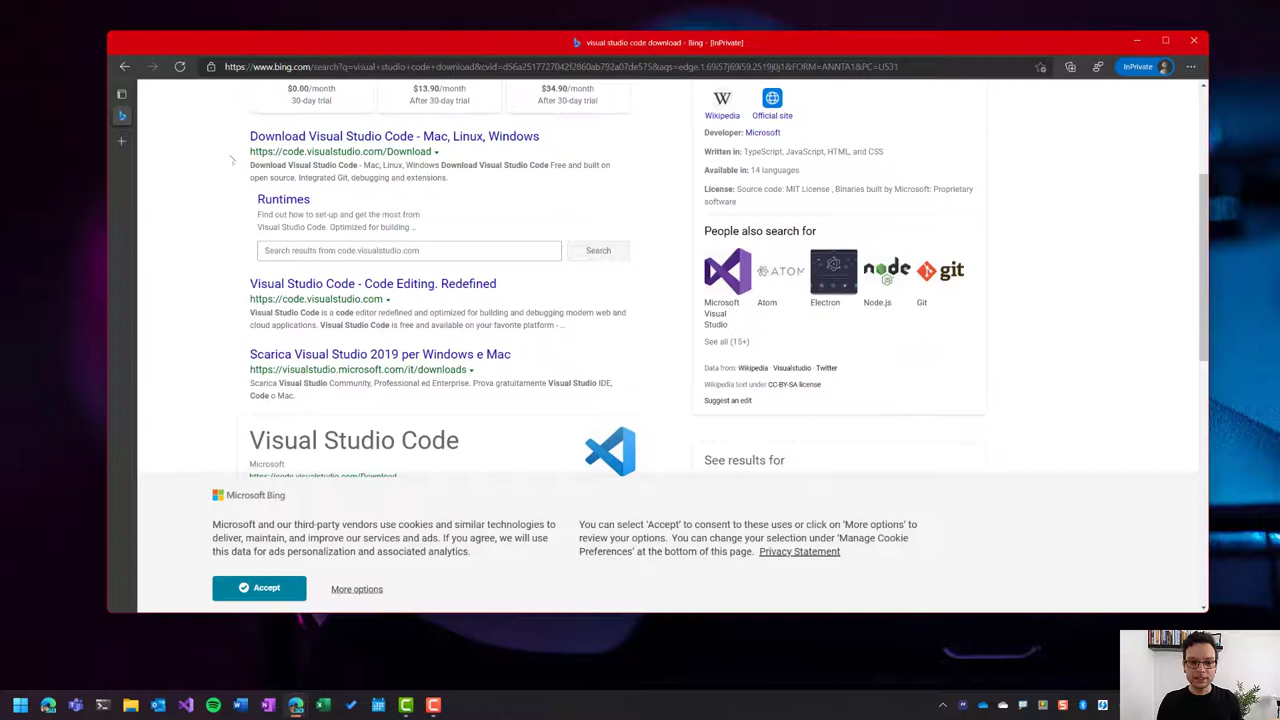 visual studio code download - Bing - [InPrivate]
https://www.bing.com/search?q=visual+studio+code+download&cvid=d56a2517727042f2860ab792a07de575&aqs=edge.1.69i57j69i59.2519j0j1&FORM=ANNTA1&PC=U531
InPrivate
$0.00/month
30-day trial
$13.90/month
After 30-day trial
$34.90/month
After 30-day trial
Download Visual Studio Code - Mac, Linux, Windows
https://code.visualstudio.com/Download
Download Visual Studio Code - Mac, Linux, Windows Download Visual Studio Code Free and built on
open source. Integrated Git, debugging and extensions.
Runtimes
Find out how to set-up and get the most from
Visual Studio Code. Optimized for building ...
Search results from code.visualstudio.com
Search
Visual Studio Code - Code Editing. Redefined
https://code.visualstudio.com
Visual Studio Code is a code editor redefined and optimized for building and debugging modern web and
cloud applications. Visual Studio Code is free and available on your favorite platform - ...
Scarica Visual Studio 2019 per Windows e Mac
https://visualstudio.microsoft.com/it/downloads
Scarica Visual Studio Community, Professional ed Enterprise. Prova gratuitamente Visual Studio IDE,
Code o Mac.
Visual Studio Code
Microsoft
https://code.visualstudio.com/Download
W
Wikipedia
Official site
Developer: Microsoft
Written in: TypeScript, JavaScript, HTML, and CSS
Available in: 14 languages
License: Source code: MIT License , Binaries built by Microsoft: Proprietary
software
People also search for
ATOM
node
JS
git
Microsoft
Visual
Studio
Atom
Electron
Node.js
Git
See all (15+)
Data from: Wikipedia · Visualstudio · Twitter
Wikipedia text under CC-BY-SA license
Suggest an edit
See results for
Microsoft Bing
Microsoft and our third-party vendors use cookies and similar technologies to
deliver, maintain, and improve our services and ads. If you agree, we will use
this data for ads personalization and associated analytics.
You can select 'Accept' to consent to these uses or click on 'More options' to
review your options. You can change your selection under 'Manage Cookie
Preferences' at the bottom of this page. Privacy Statement
Accept
More options